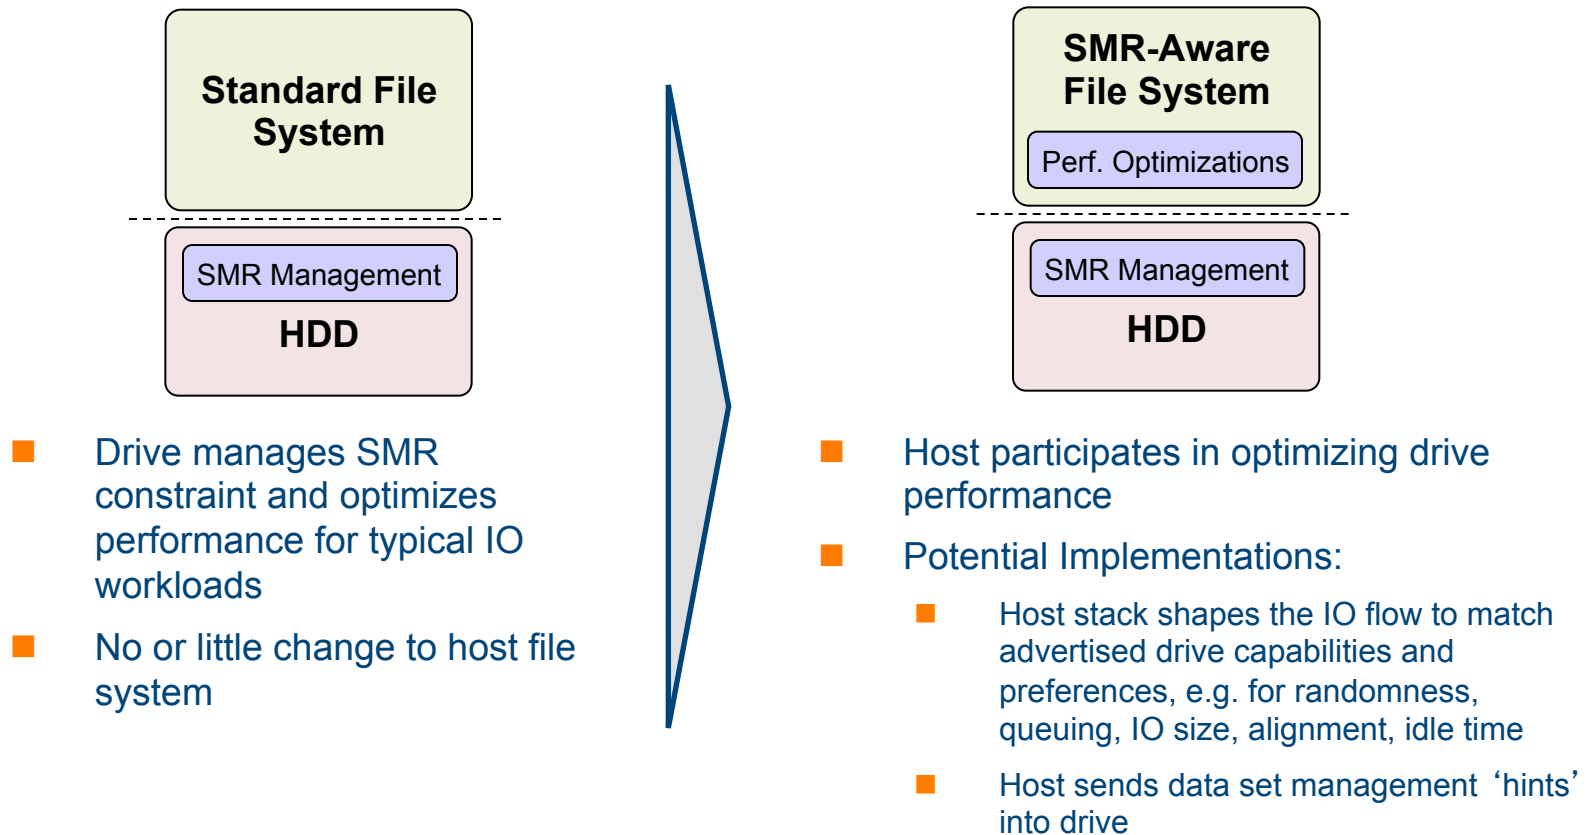 Standard File
System
SMR Management
HDD
Drive manages SMR
constraint and optimizes
performance for typical IO
workloads
No or little change to host file
system
SMR-Aware
File System
Perf. Optimizations
SMR Management
HDD
Host participates in optimizing drive
performance
Potential Implementations:
Host stack shapes the IO flow to match
advertised drive capabilities and
preferences, e.g. for randomness,
queuing, IO size, alignment, idle time
Host sends data set management ‘hints’
into drive